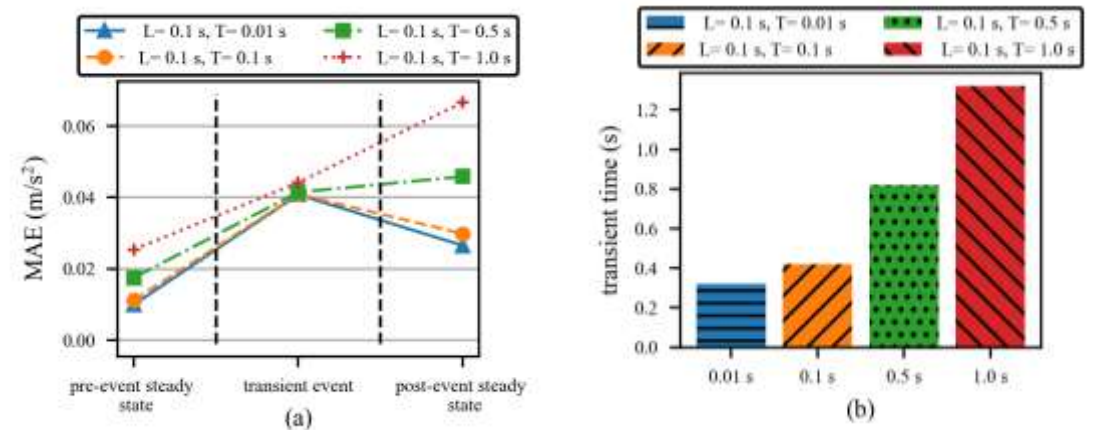 L= 0.1 s, T= 0.01 s
L= 0.1 s, T= 0.5 s
L= 0.1 s, T= 0.1 s
L= 0.1 s, T= 1.0 s
MAE (m/s²)
0.06
0.04
0.02
0.00
pre-event steady
state
transient event
post-event steady
state
(a)
L= 0.1 s, T= 0.01 s
L= 0.1 s, T= 0.5 s
L= 0.1 s, T= 0.1 s
L= 0.1 s, T= 1.0 s
transient time (s)
1.2
1.0
0.8
0.6
0.4
0.2
0.0
0.01 s
0.1 s
0.5 s
1.0 s
(b)